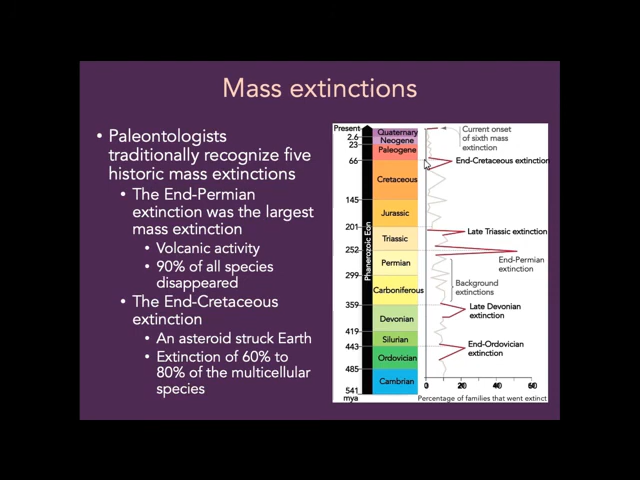 Mass extinctions
• Paleontologists
traditionally recognize five
historic mass extinctions
• The End-Permian
extinction was the largest
mass extinction
• Volcanic activity
• 90% of all species
disappeared
• The End-Cretaceous
extinction
• An asteroid struck Earth
• Extinction of 60% to
80% of the multicellular
species
Present
2.6
23
66
145
201
252
299
359
419
443
485
541
mya
Phanerozoic Eon
Quaternary
Neogene
Paleogene
Cretaceous
Jurassic
Triassic
Permian
Carboniferous
Devonian
Silurian
Ordovician
Cambrian
Current onset
of sixth mass
extinction
End-Cretaceous extinction
Late Triassic extinction
End-Permian
extinction
Background
extinctions
Late Devonian
extinction
End-Ordovician
extinction
0 20 40 60
Percentage of families that went extinct